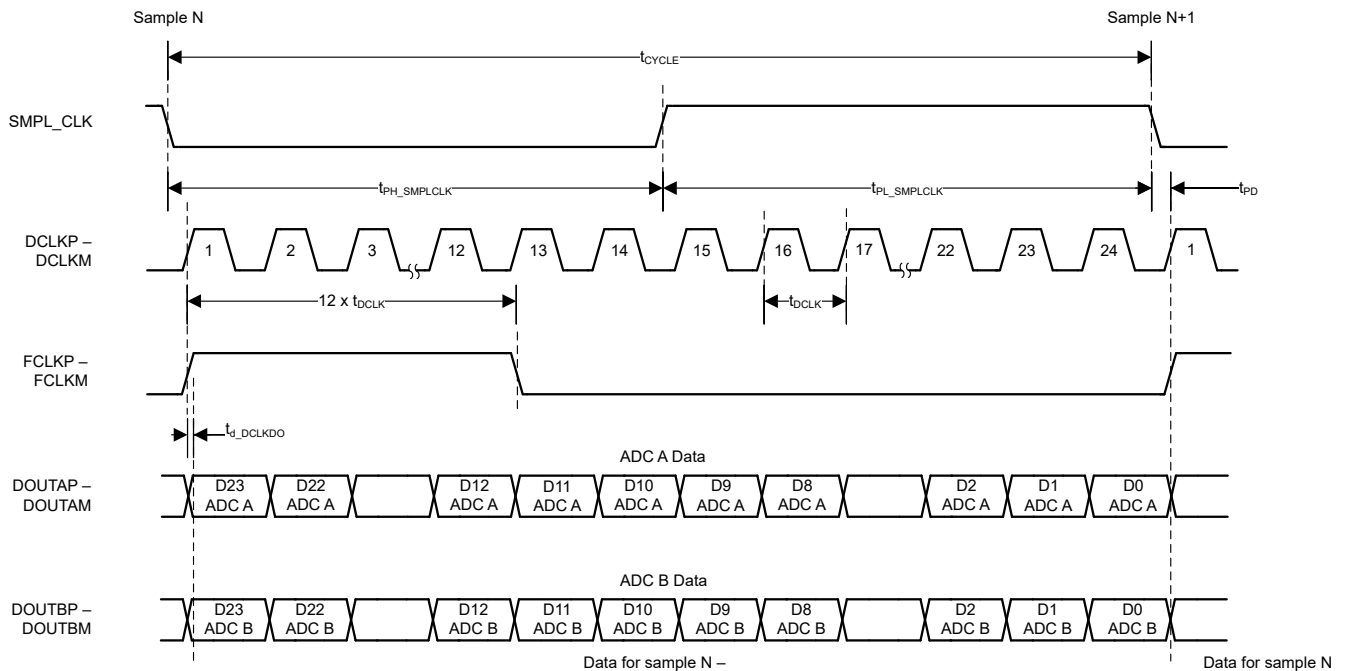 Sample N
Sample N+1
tCYCLE
SMPL_CLK
tPH_SMPLCLK
tPL_SMPLCLK
tPD
DCLKP –
DCLKM
1 2 3 12 13 14 15 16 17 22 23 24 1
12 x tDCLK
tDCLK
FCLKP –
FCLKM
td_DCLKDO
ADC A Data
DOUTAP –
DOUTAM
D23 D22 D12 D11 D10 D9 D8 D2 D1 D0
ADC A ADC A ADC A ADC A ADC A ADC A ADC A ADC A ADC A ADC A
ADC B Data
DOUTBP –
DOUTBM
D23 D22 D12 D11 D10 D9 D8 D2 D1 D0
ADC B ADC B ADC B ADC B ADC B ADC B ADC B ADC B ADC B ADC B
Data for sample N –
Data for sample N